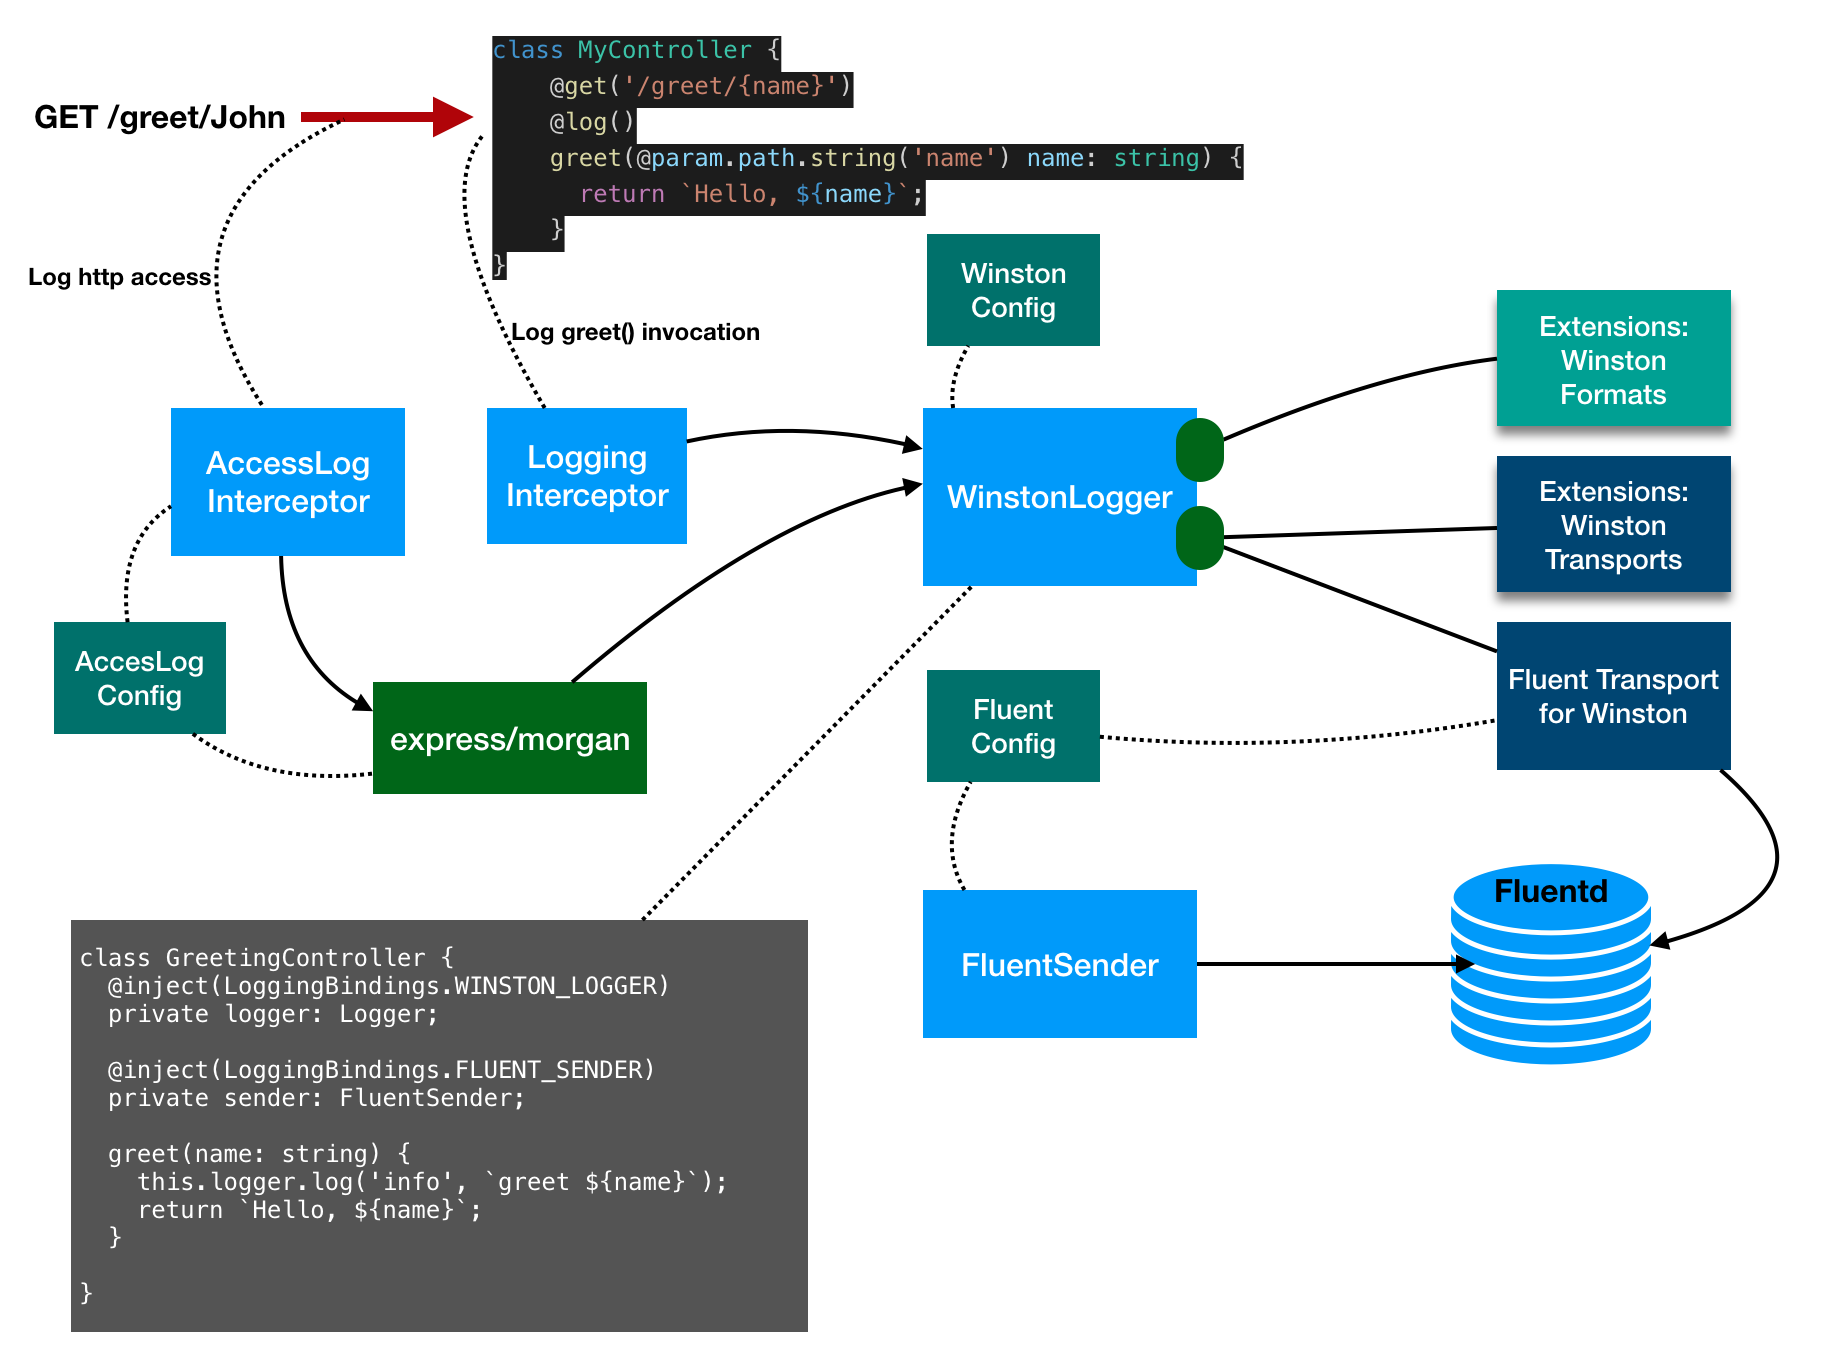 class MyController {
@get('/greet/{name}')
@log()
greet(@param.path.string('name') name: string) {
return `Hello, ${name}`;
}
}
GET /greet/John
Log http access
Log greet() invocation
Winston
Config
Extensions:
Winston
Formats
AccessLog
Interceptor
Logging
Interceptor
WinstonLogger
Extensions:
Winston
Transports
AccesLog
Config
express/morgan
Fluent
Config
Fluent Transport
for Winston
FluentSender
Fluentd
class GreetingController {
@inject(LoggingBindings.WINSTON_LOGGER)
private logger: Logger;
@inject(LoggingBindings.FLUENT_SENDER)
private sender: FluentSender;
greet(name: string) {
this.logger.log('info', `greet ${name}`);
return `Hello, ${name}`;
}
}